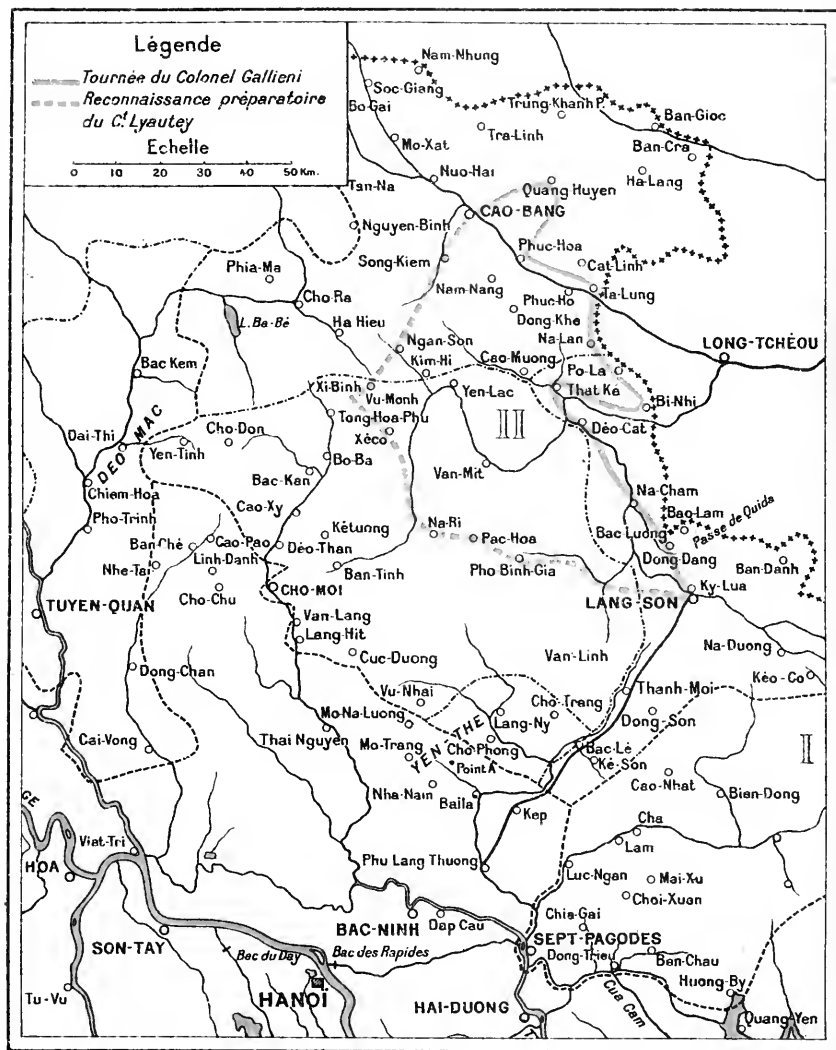 Légende
Tournée du Colonel Gallieni
Reconnaissance préparatoire
du Ct Lyautey
Echelle
0 10 20 30 40 50 Km.
Nam-Nhung
Soc-Giang
Bo-Gai
Trung-Khanh P.
Ban-Gioc
Mo-Xat
Tra-Linh
Ban-Cra
Nuo-Hai
Ha-Lang
Quang Huyen
CAO-BANG
Nguyen-Binh
Phuc-Hoa
Song-Kiem
Cat-Linh
Phia-Ma
Nam-Nang
Phuc-Ho
Ta-Lung
Cho-Ra
Dong-Khe
L. Ba-Bé
Ha Hieu
Na-Lan
LONG-TCHÉOU
Ngan-Son
Kim-Hi
Cao-Muong
Po-La
Bac Kem
Xi-Binh
Vu-Monh
Yen-Lac
That Ké
Bi-Nhi
Tong-Hoa-Phu
III
Déo-Cat
Dai-Thi
DEO MAC
Cho-Don
Yen-Tinh
Xéco
Bo-Ba
Van-Mit
Chiem-Hoa
Bac-Kan
Na-Cham
Cao-Xy
Bao-Lam
Passe de Quida
Pho-Trinh
Kétuong
Na-Ri
Pac-Hoa
Bac Luong
Ban-Ché
Cao-Pao
Déo-Than
Dong-Dang
Nhe-Tai
Linh-Danh
Ban-Tinh
Pho Binh-Gia
Ban-Danh
Cho-Chu
CHO-MOI
Ky-Lua
TUYEN-QUAN
LANG-SON
Van-Lang
Lang-Hit
Na-Duong
Cuc-Duong
Van-Linh
Dong-Chan
Kéo-Co
Vu-Nhai
Thanh-Moi
Cho-Trang
Mo-Na-Luong
Lang-Ny
Dong-Son
II
Cai-Vong
Thai Nguyen
YEN-THE
Cho Phong
Mo-Trang
Bac-Lé
Point A
Ké-Son
Nha-Nam
Cao-Nhat
Baila
Bien-Dong
Kep
Cha
Viet-Tri
Lam
HOA
Phu Lang Thuong
Luc-Ngan
Mai-Xu
Choi-Xuan
BAC-NINH
Dap Cau
Chia-Gai
SON-TAY
SEPT-PAGODES
Bac du Day
Bac des Rapides
Dong-Trieu
Ban-Chau
Tu-Vu
HANOÏ
Huong-By
HAI-DUONG
Cua Cam
Quang-Yen